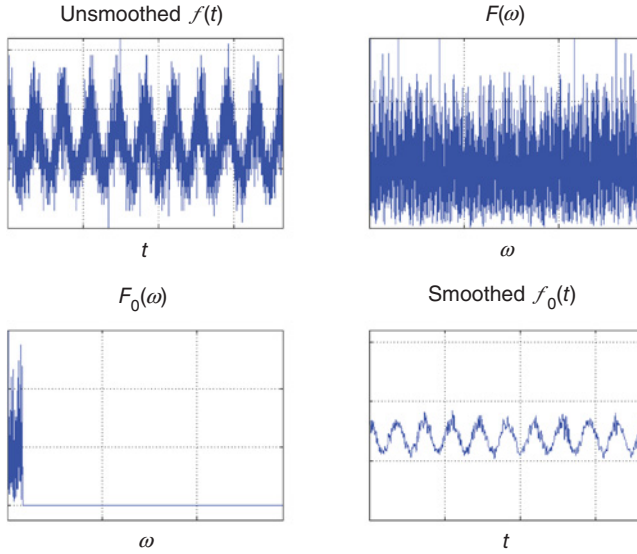 Unsmoothed f(t)
F(ω)
t
ω
F₀(ω)
Smoothed f₀(t)
ω
t